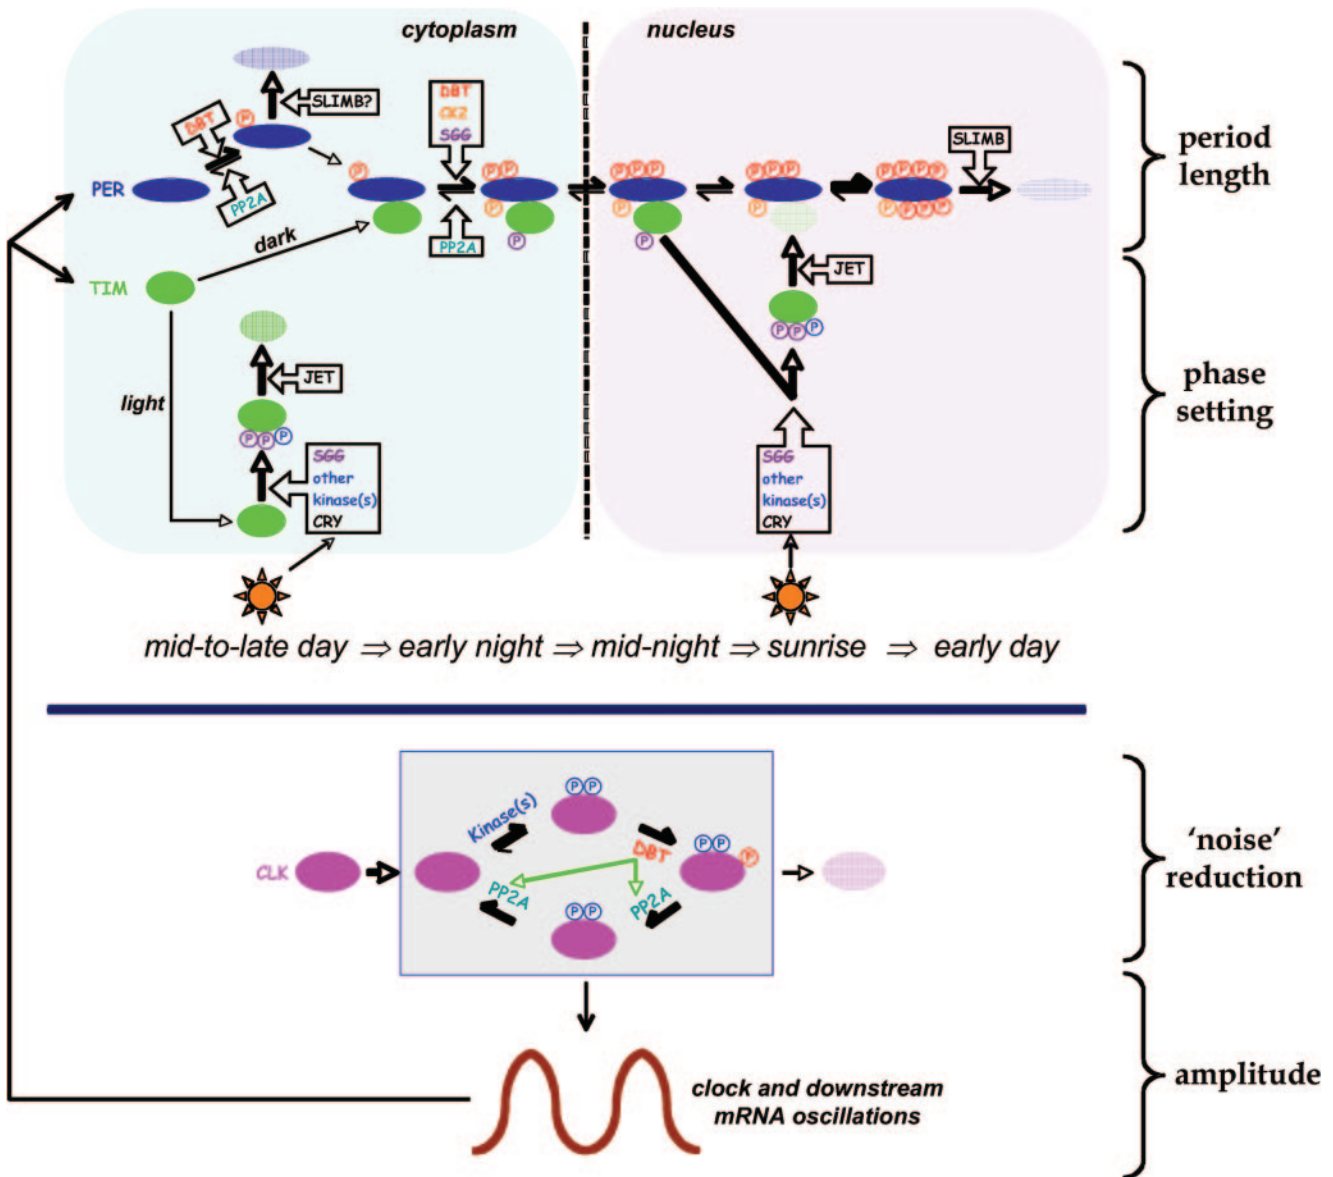 cytoplasm
nucleus
SLIMB?
DBT
P
PP2A
PER
DBT
CK2
SGG
PP2A
P
P P P
P
P
P P P
P
P
P P P P
P
P P P P
P P P P
SLIMB
period
length
dark
TIM
JET
P P P
light
JET
P P P
SGG
other
kinase(s)
CRY
SGG
other
kinase(s)
CRY
phase
setting
mid-to-late day ⇒ early night ⇒ mid-night ⇒ sunrise ⇒ early day
P P
Kinase(s)
DBT
P P
P
CLK
PP2A
PP2A
P P
'noise'
reduction
clock and downstream
mRNA oscillations
amplitude